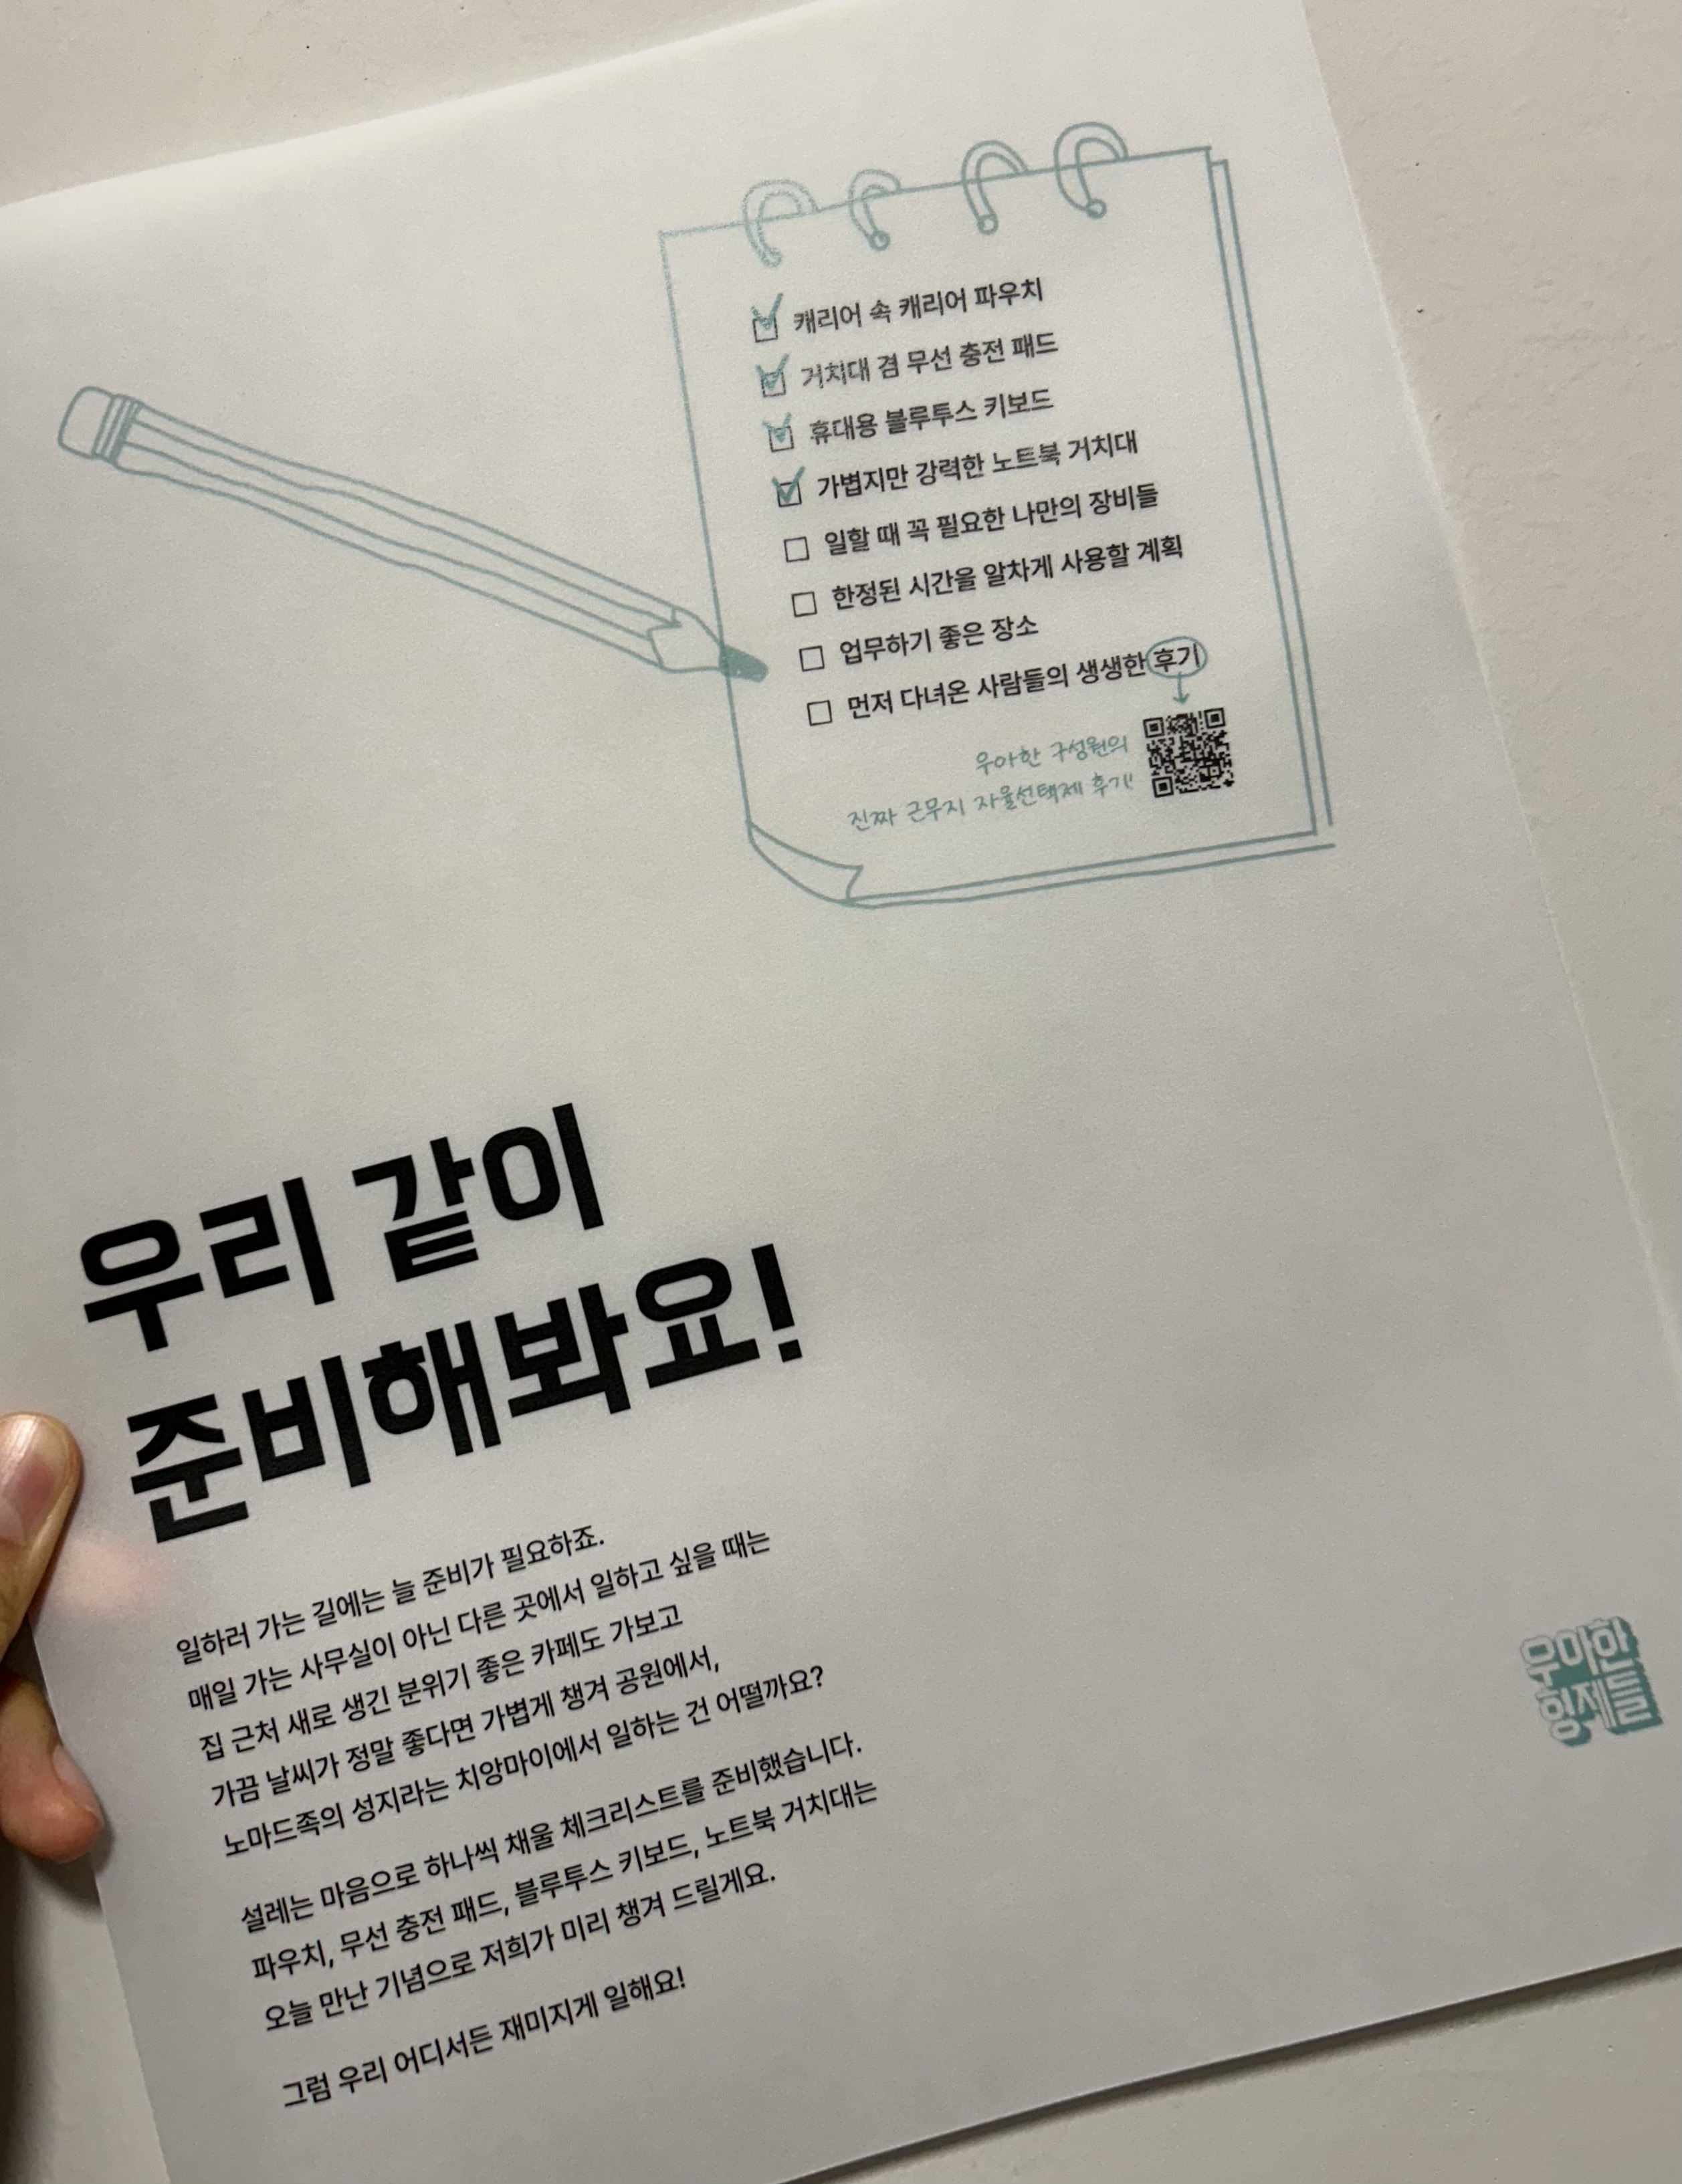 캐리어 속 캐리어 파우치
거치대 겸 무선 충전 패드
휴대용 블루투스 키보드
가볍지만 강력한 노트북 거치대
일할 때 꼭 필요한 나만의 장비들
한정된 시간을 알차게 사용할 계획
업무하기 좋은 장소
먼저 다녀온 사람들의 생생한 후기
우아한 구성원의
진짜 근무지 자율선택제 후기!
우리 같이
준비해봐요!
일하러 가는 길에는 늘 준비가 필요하죠.
매일 가는 사무실이 아닌 다른 곳에서 일하고 싶을 때는
집 근처 새로 생긴 분위기 좋은 카페도 가보고
가끔 날씨가 정말 좋다면 가볍게 챙겨 공원에서,
노마드족의 성지라는 치앙마이에서 일하는 건 어떨까요?
설레는 마음으로 하나씩 채울 체크리스트를 준비했습니다.
파우치, 무선 충전 패드, 블루투스 키보드, 노트북 거치대는
오늘 만난 기념으로 저희가 미리 챙겨 드릴게요.
그럼 우리 어디서든 재미지게 일해요!
우아한
형제들